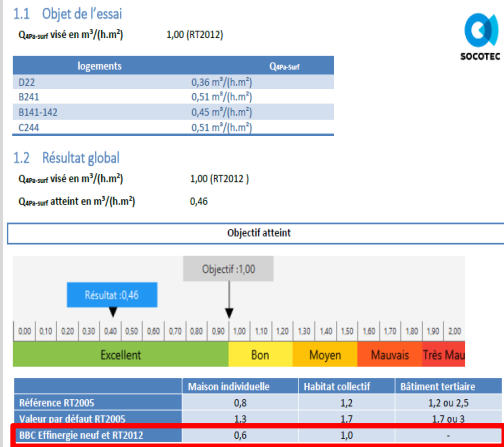 1.1 Objet de l'essai
Q4Pa-surf visé en m³/(h.m²) 1,00 (RT2012)
SOCOTEC
logements Q4Pa-surf
D22 0,36 m³/(h.m²)
B241 0,51 m³/(h.m²)
B141-142 0,45 m³/(h.m²)
C244 0,51 m³/(h.m²)
1.2 Résultat global
Q4Pa-surf visé en m³/(h.m²) 1,00 (RT2012 )
Q4Pa-surf atteint en m³/(h.m²) 0,46
Objectif atteint
Objectif :1,00
Résultat :0,46
0,00 0,10 0,20 0,30 0,40 0,50 0,60 0,70 0,80 0,90 1,00 1,10 1,20 1,30 1,40 1,50 1,60 1,70 1,80 1,90 2,00
Excellent Bon Moyen Mauvais Très Mau
Maison individuelle Habitat collectif Bâtiment tertiaire
Référence RT2005 0,8 1,2 1,2 ou 2,5
Valeur par défaut RT2005 1,3 1,7 1,7 ou 3
BBC Effinergie neuf et RT2012 0,6 1,0 -